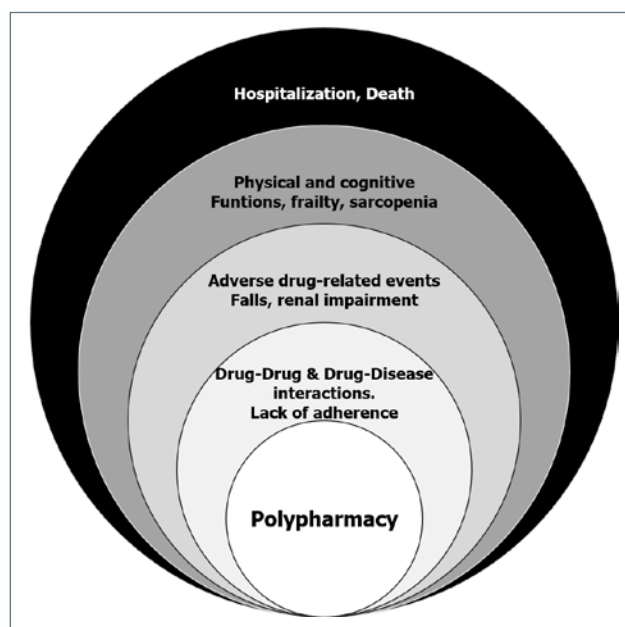 Hospitalization, Death
Physical and cognitive
Funtions, frailty, sarcopenia
Adverse drug-related events
Falls, renal impairment
Drug-Drug & Drug-Disease
interactions.
Lack of adherence
Polypharmacy